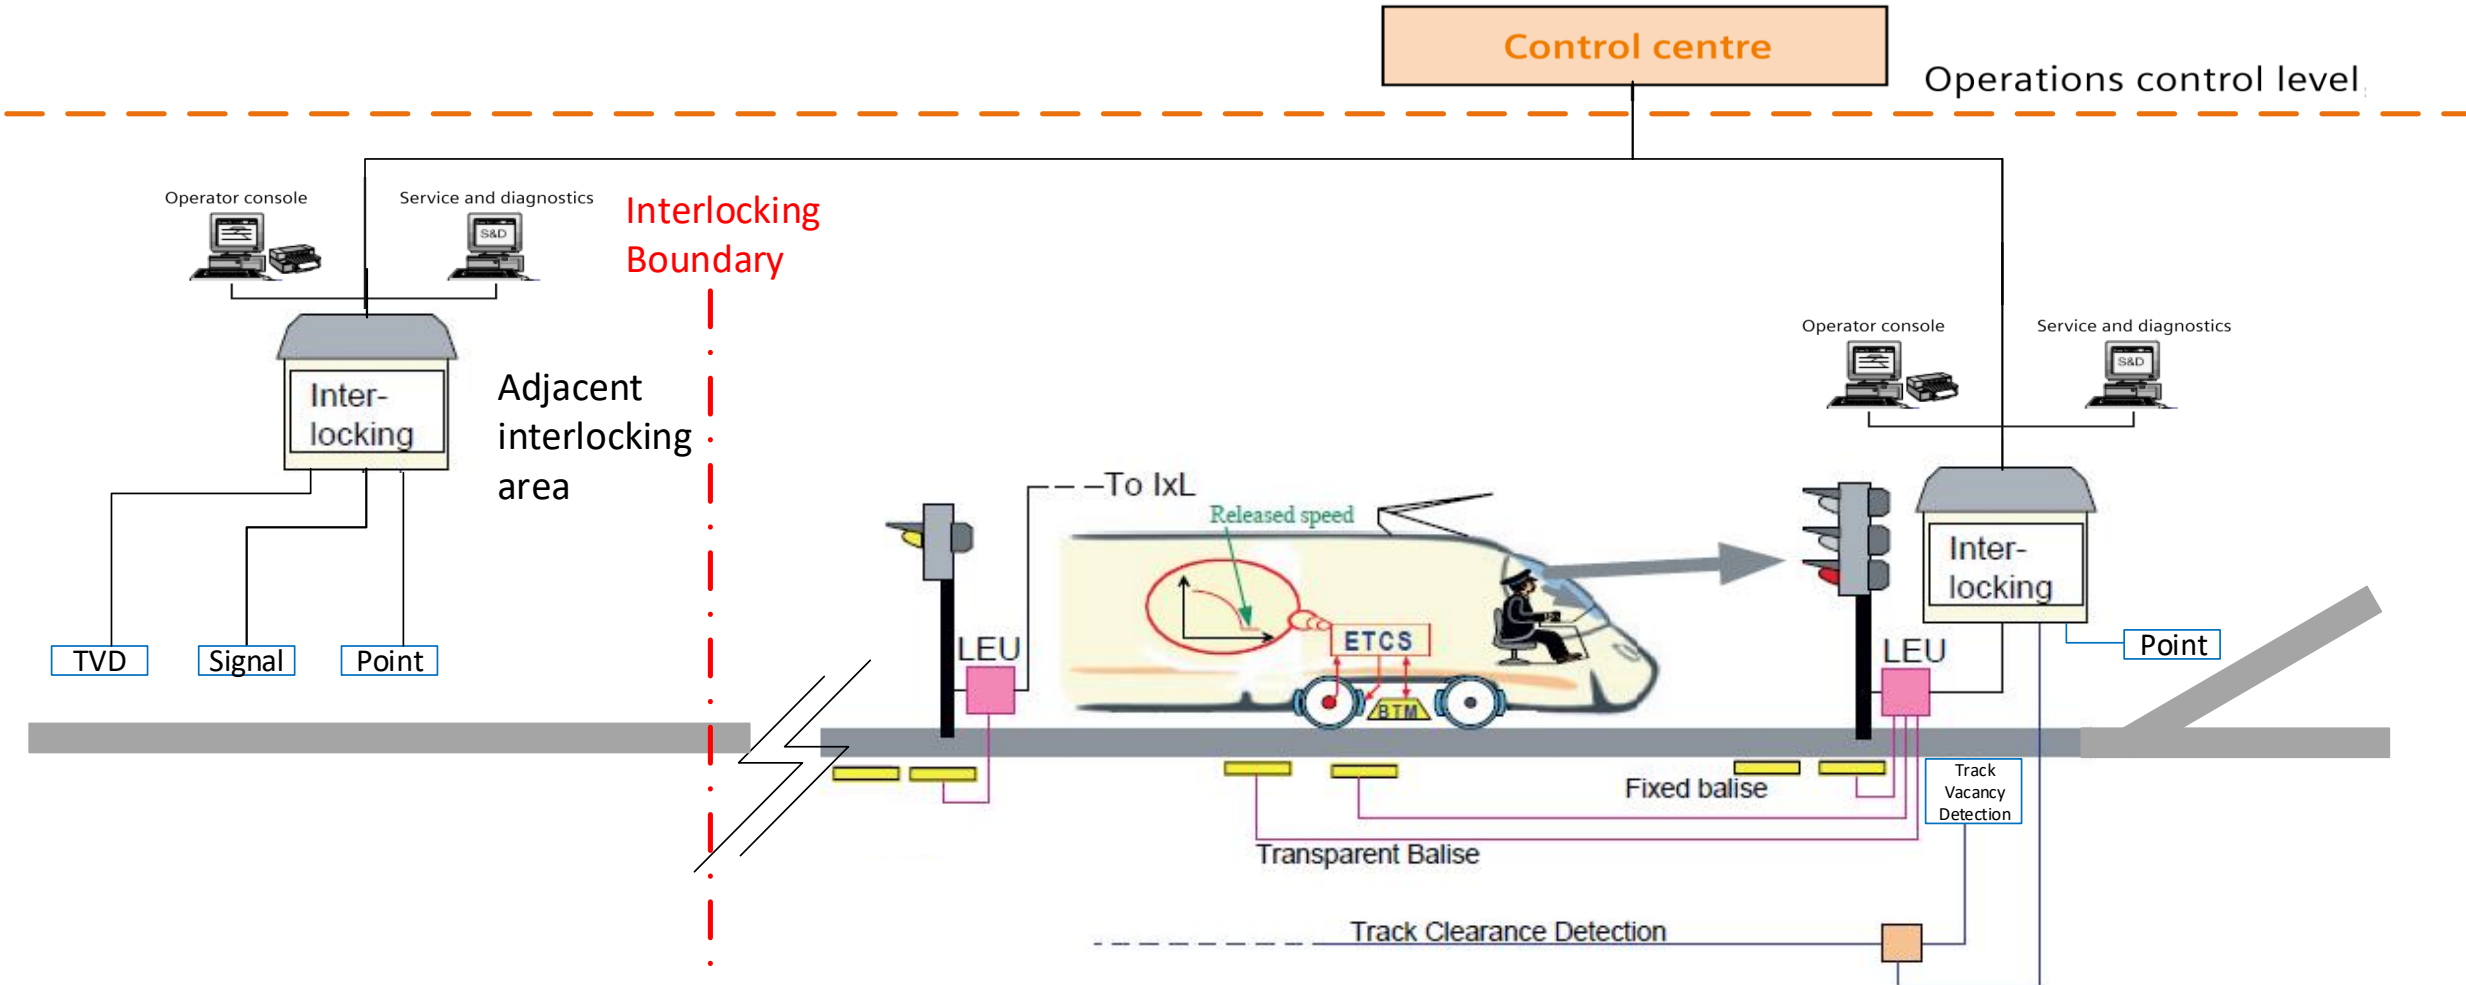 Control centre
Operations control level
Operator console
Service and diagnostics
S&D
Interlocking
Boundary
Inter-
locking
Adjacent
interlocking
area
TVD
Signal
Point
To IxL
LEU
Released speed
ETCS
BTM
Operator console
Service and diagnostics
S&D
Inter-
locking
LEU
Point
Fixed balise
Transparent Balise
Track
Vacancy
Detection
Track Clearance Detection